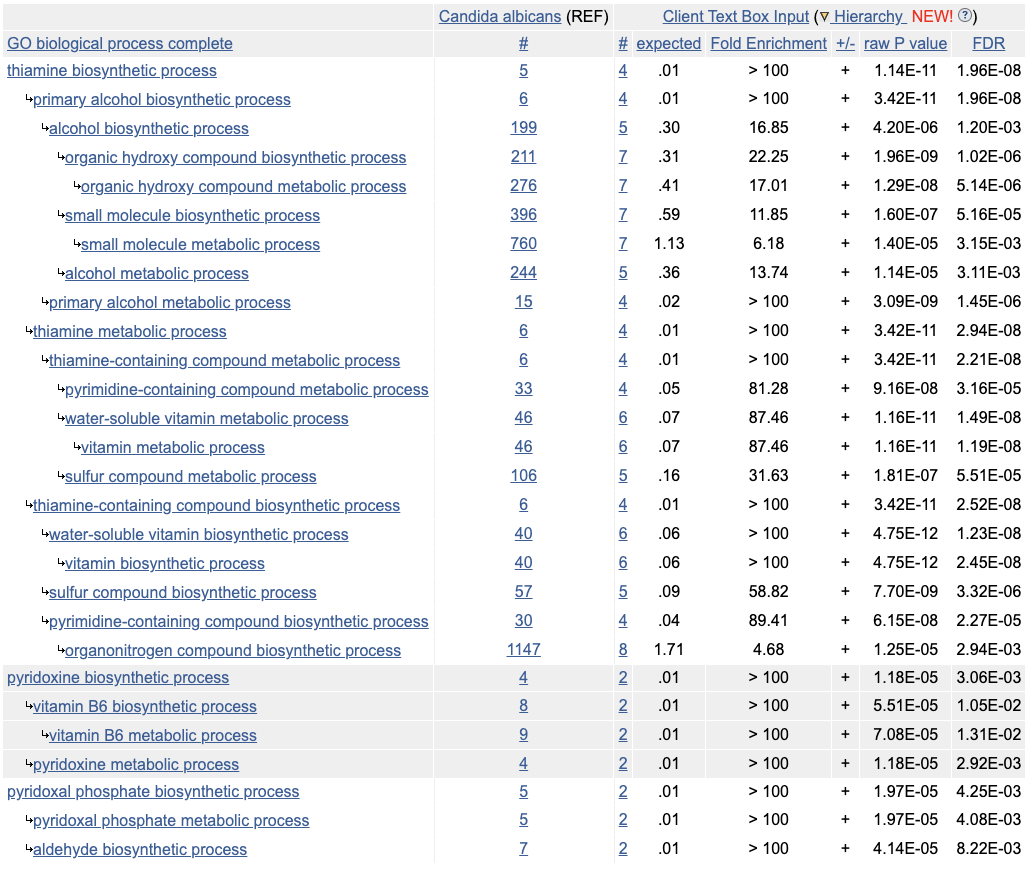 Candida albicans (REF) Client Text Box Input (▽ Hierarchy NEW! ?)
GO biological process complete # # expected Fold Enrichment +/- raw P value FDR
thiamine biosynthetic process 5 4 .01 > 100 + 1.14E-11 1.96E-08
↳primary alcohol biosynthetic process 6 4 .01 > 100 + 3.42E-11 1.96E-08
↳alcohol biosynthetic process 199 5 .30 16.85 + 4.20E-06 1.20E-03
↳organic hydroxy compound biosynthetic process 211 7 .31 22.25 + 1.96E-09 1.02E-06
↳organic hydroxy compound metabolic process 276 7 .41 17.01 + 1.29E-08 5.14E-06
↳small molecule biosynthetic process 396 7 .59 11.85 + 1.60E-07 5.16E-05
↳small molecule metabolic process 760 7 1.13 6.18 + 1.40E-05 3.15E-03
↳alcohol metabolic process 244 5 .36 13.74 + 1.14E-05 3.11E-03
↳primary alcohol metabolic process 15 4 .02 > 100 + 3.09E-09 1.45E-06
↳thiamine metabolic process 6 4 .01 > 100 + 3.42E-11 2.94E-08
↳thiamine-containing compound metabolic process 6 4 .01 > 100 + 3.42E-11 2.21E-08
↳pyrimidine-containing compound metabolic process 33 4 .05 81.28 + 9.16E-08 3.16E-05
↳water-soluble vitamin metabolic process 46 6 .07 87.46 + 1.16E-11 1.49E-08
↳vitamin metabolic process 46 6 .07 87.46 + 1.16E-11 1.19E-08
↳sulfur compound metabolic process 106 5 .16 31.63 + 1.81E-07 5.51E-05
↳thiamine-containing compound biosynthetic process 6 4 .01 > 100 + 3.42E-11 2.52E-08
↳water-soluble vitamin biosynthetic process 40 6 .06 > 100 + 4.75E-12 1.23E-08
↳vitamin biosynthetic process 40 6 .06 > 100 + 4.75E-12 2.45E-08
↳sulfur compound biosynthetic process 57 5 .09 58.82 + 7.70E-09 3.32E-06
↳pyrimidine-containing compound biosynthetic process 30 4 .04 89.41 + 6.15E-08 2.27E-05
↳organonitrogen compound biosynthetic process 1147 8 1.71 4.68 + 1.25E-05 2.94E-03
pyridoxine biosynthetic process 4 2 .01 > 100 + 1.18E-05 3.06E-03
↳vitamin B6 biosynthetic process 8 2 .01 > 100 + 5.51E-05 1.05E-02
↳vitamin B6 metabolic process 9 2 .01 > 100 + 7.08E-05 1.31E-02
↳pyridoxine metabolic process 4 2 .01 > 100 + 1.18E-05 2.92E-03
pyridoxal phosphate biosynthetic process 5 2 .01 > 100 + 1.97E-05 4.25E-03
↳pyridoxal phosphate metabolic process 5 2 .01 > 100 + 1.97E-05 4.08E-03
↳aldehyde biosynthetic process 7 2 .01 > 100 + 4.14E-05 8.22E-03